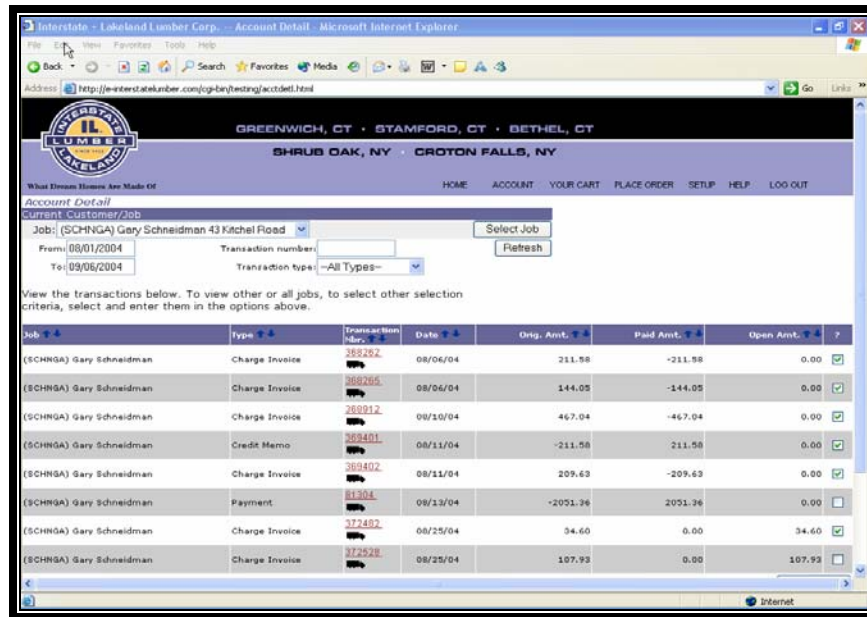 Interstate - Lakeland Lumber Corp. -- Account Detail - Microsoft Internet Explorer
File Edit View Favorites Tools Help
Back Search Favorites Media
Address http://e-interstatelumber.com/cgi-bin/testing/acctdetl.html Go Links »
INTERSTATE
IL
LUMBER
LAKELAND
GREENWICH, CT · STAMFORD, CT · BETHEL, CT
SHRUB OAK, NY · CROTON FALLS, NY
What Dream Homes Are Made Of
HOME ACCOUNT YOUR CART PLACE ORDER SETUP HELP LOG OUT
Account Detail
Current Customer/Job
Job: (SCHNGA) Gary Schneidman 43 Kitchel Road Select Job
From: 08/01/2004 Transaction number: Refresh
To: 09/06/2004 Transaction type: --All Types--
View the transactions below. To view other or all jobs, to select other selection
criteria, select and enter them in the options above.
Job Type Transaction Nbr. Date Orig. Amt. Paid Amt. Open Amt. ?
(SCHNGA) Gary Schneidman Charge Invoice 368262 08/06/04 211.58 -211.58 0.00
(SCHNGA) Gary Schneidman Charge Invoice 368265 08/06/04 144.05 -144.05 0.00
(SCHNGA) Gary Schneidman Charge Invoice 08/10/04 467.04 -467.04 0.00
(SCHNGA) Gary Schneidman Credit Memo 369401 08/11/04 -211.58 211.58 0.00
(SCHNGA) Gary Schneidman Charge Invoice 369402 08/11/04 209.63 -209.63 0.00
(SCHNGA) Gary Schneidman Payment 81304 08/13/04 -2051.36 2051.36 0.00
(SCHNGA) Gary Schneidman Charge Invoice 372482 08/25/04 34.60 0.00 34.60
(SCHNGA) Gary Schneidman Charge Invoice 372528 08/25/04 107.93 0.00 107.93
Internet